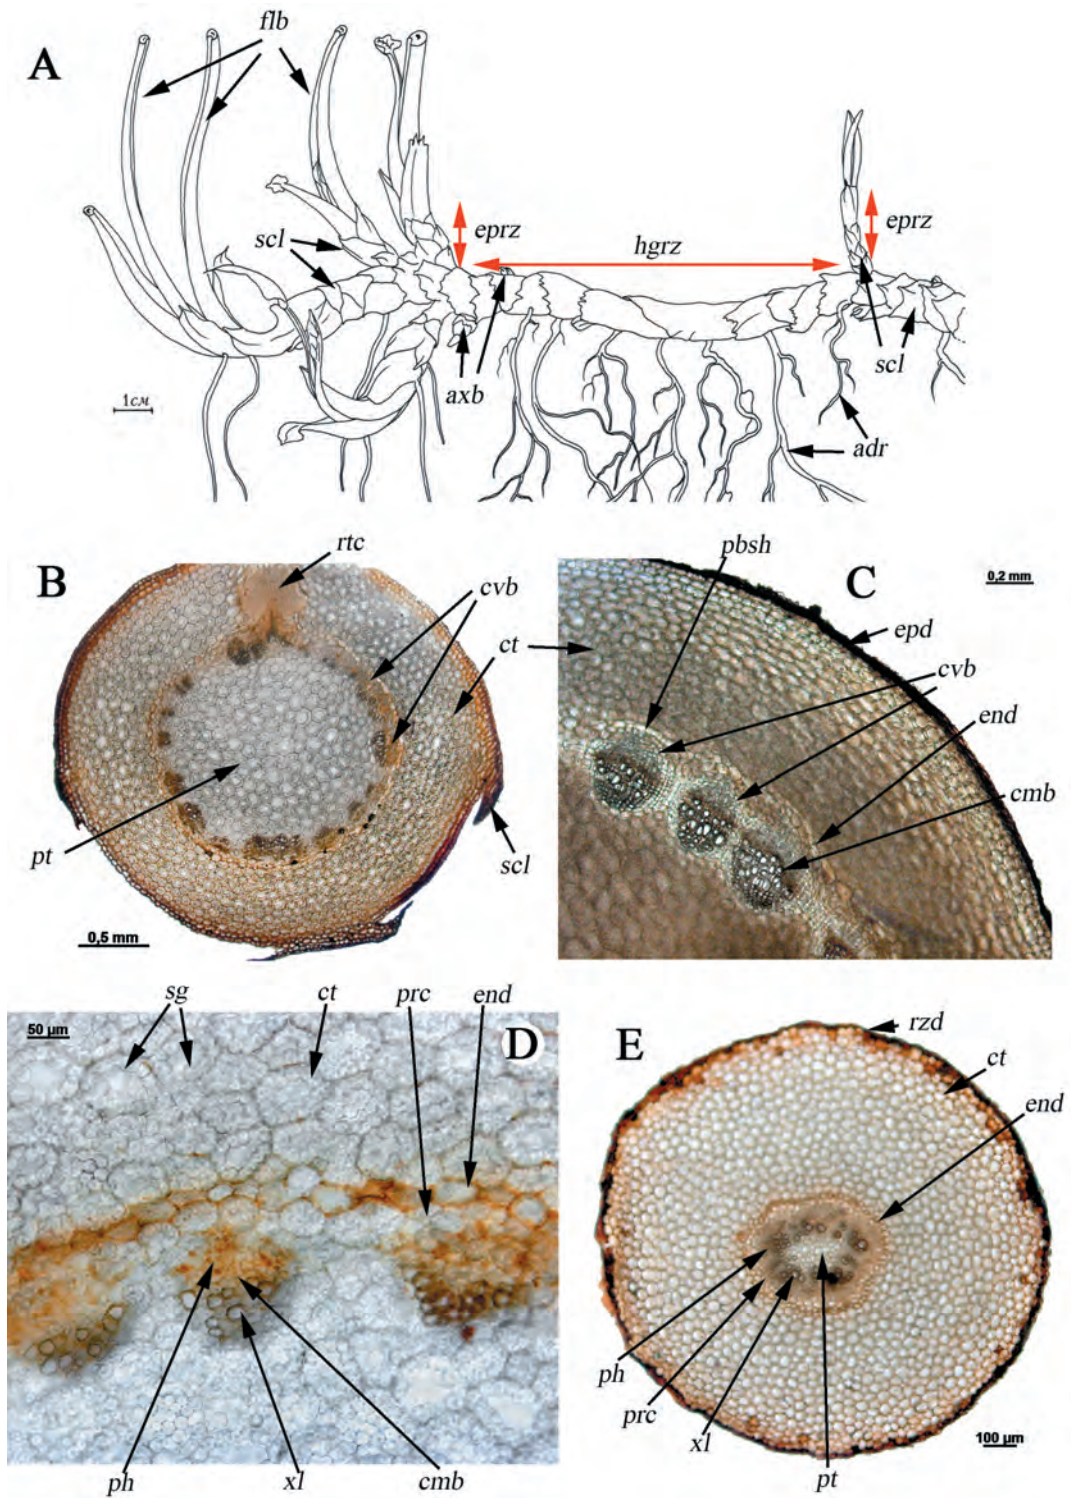 A
flb
eprz
hgrz
eprz
scl
scl
axb
adr
1см
B
rtc
cvb
ct
pt
scl
0,5 mm
pbsh
C
0,2 mm
epd
cvb
end
cmb
sg
ct
prc
end
50 µm
D
ph
xl
cmb
E
rzd
ct
end
ph
prc
xl
pt
100 µm